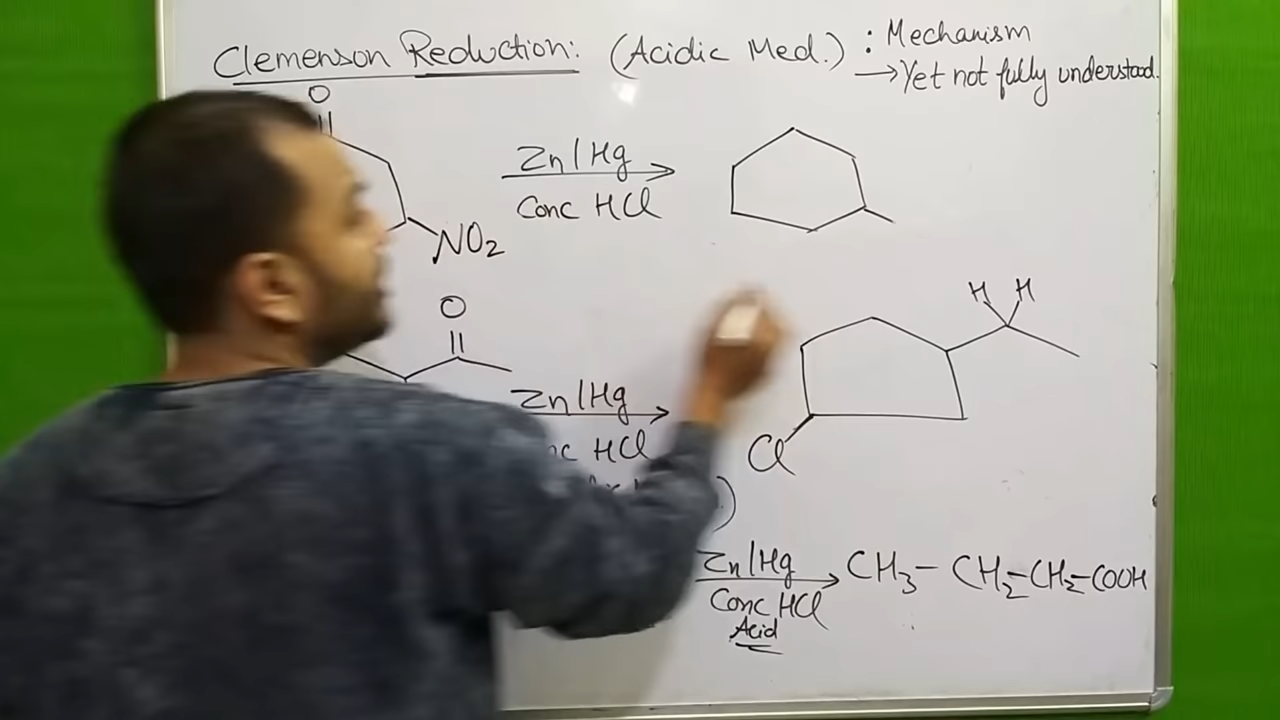 Clemenson Reduction: (Acidic Med.) : Mechanism
→ Yet not fully understood.
O
Zn/Hg
Conc HCl
NO2
O
H H
Zn/Hg
HCl
Cl
Zn/Hg
Conc HCl
Acid
CH3- CH2-CH2-COOH